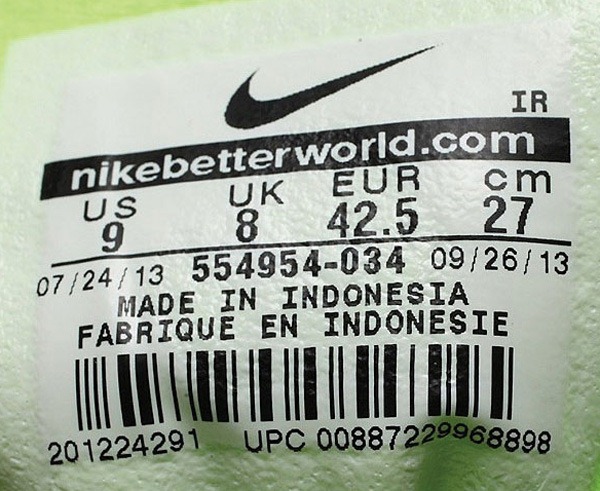 IR
nikebetterworld.com
US UK EUR cm
9 8 42.5 27
07/24/13 554954-034 09/26/13
MADE IN INDONESIA
FABRIQUE EN INDONESIE
201224291 UPC 00887229968898